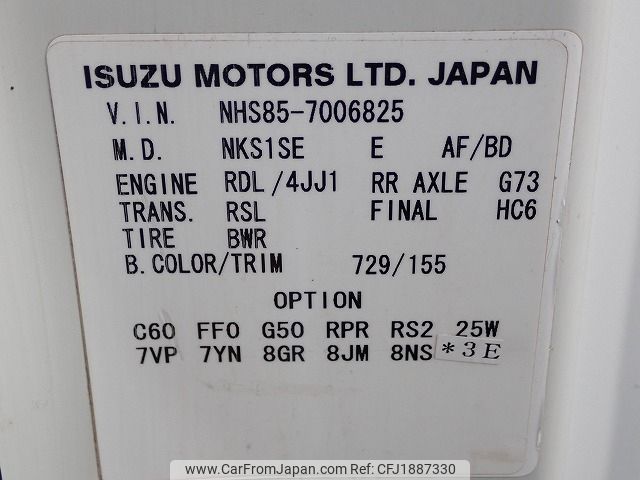 ISUZU MOTORS LTD. JAPAN
V.I.N. NHS85-7006825
M.D. NKS1SE E AF/BD
ENGINE RDL/4JJ1 RR AXLE G73
TRANS. RSL FINAL HC6
TIRE BWR
B.COLOR/TRIM 729/155
OPTION
C60 FF0 G50 RPR RS2 25W
7VP 7YN 8GR 8JM 8NS *3E
www.CarFromJapan.com CFJ1887330